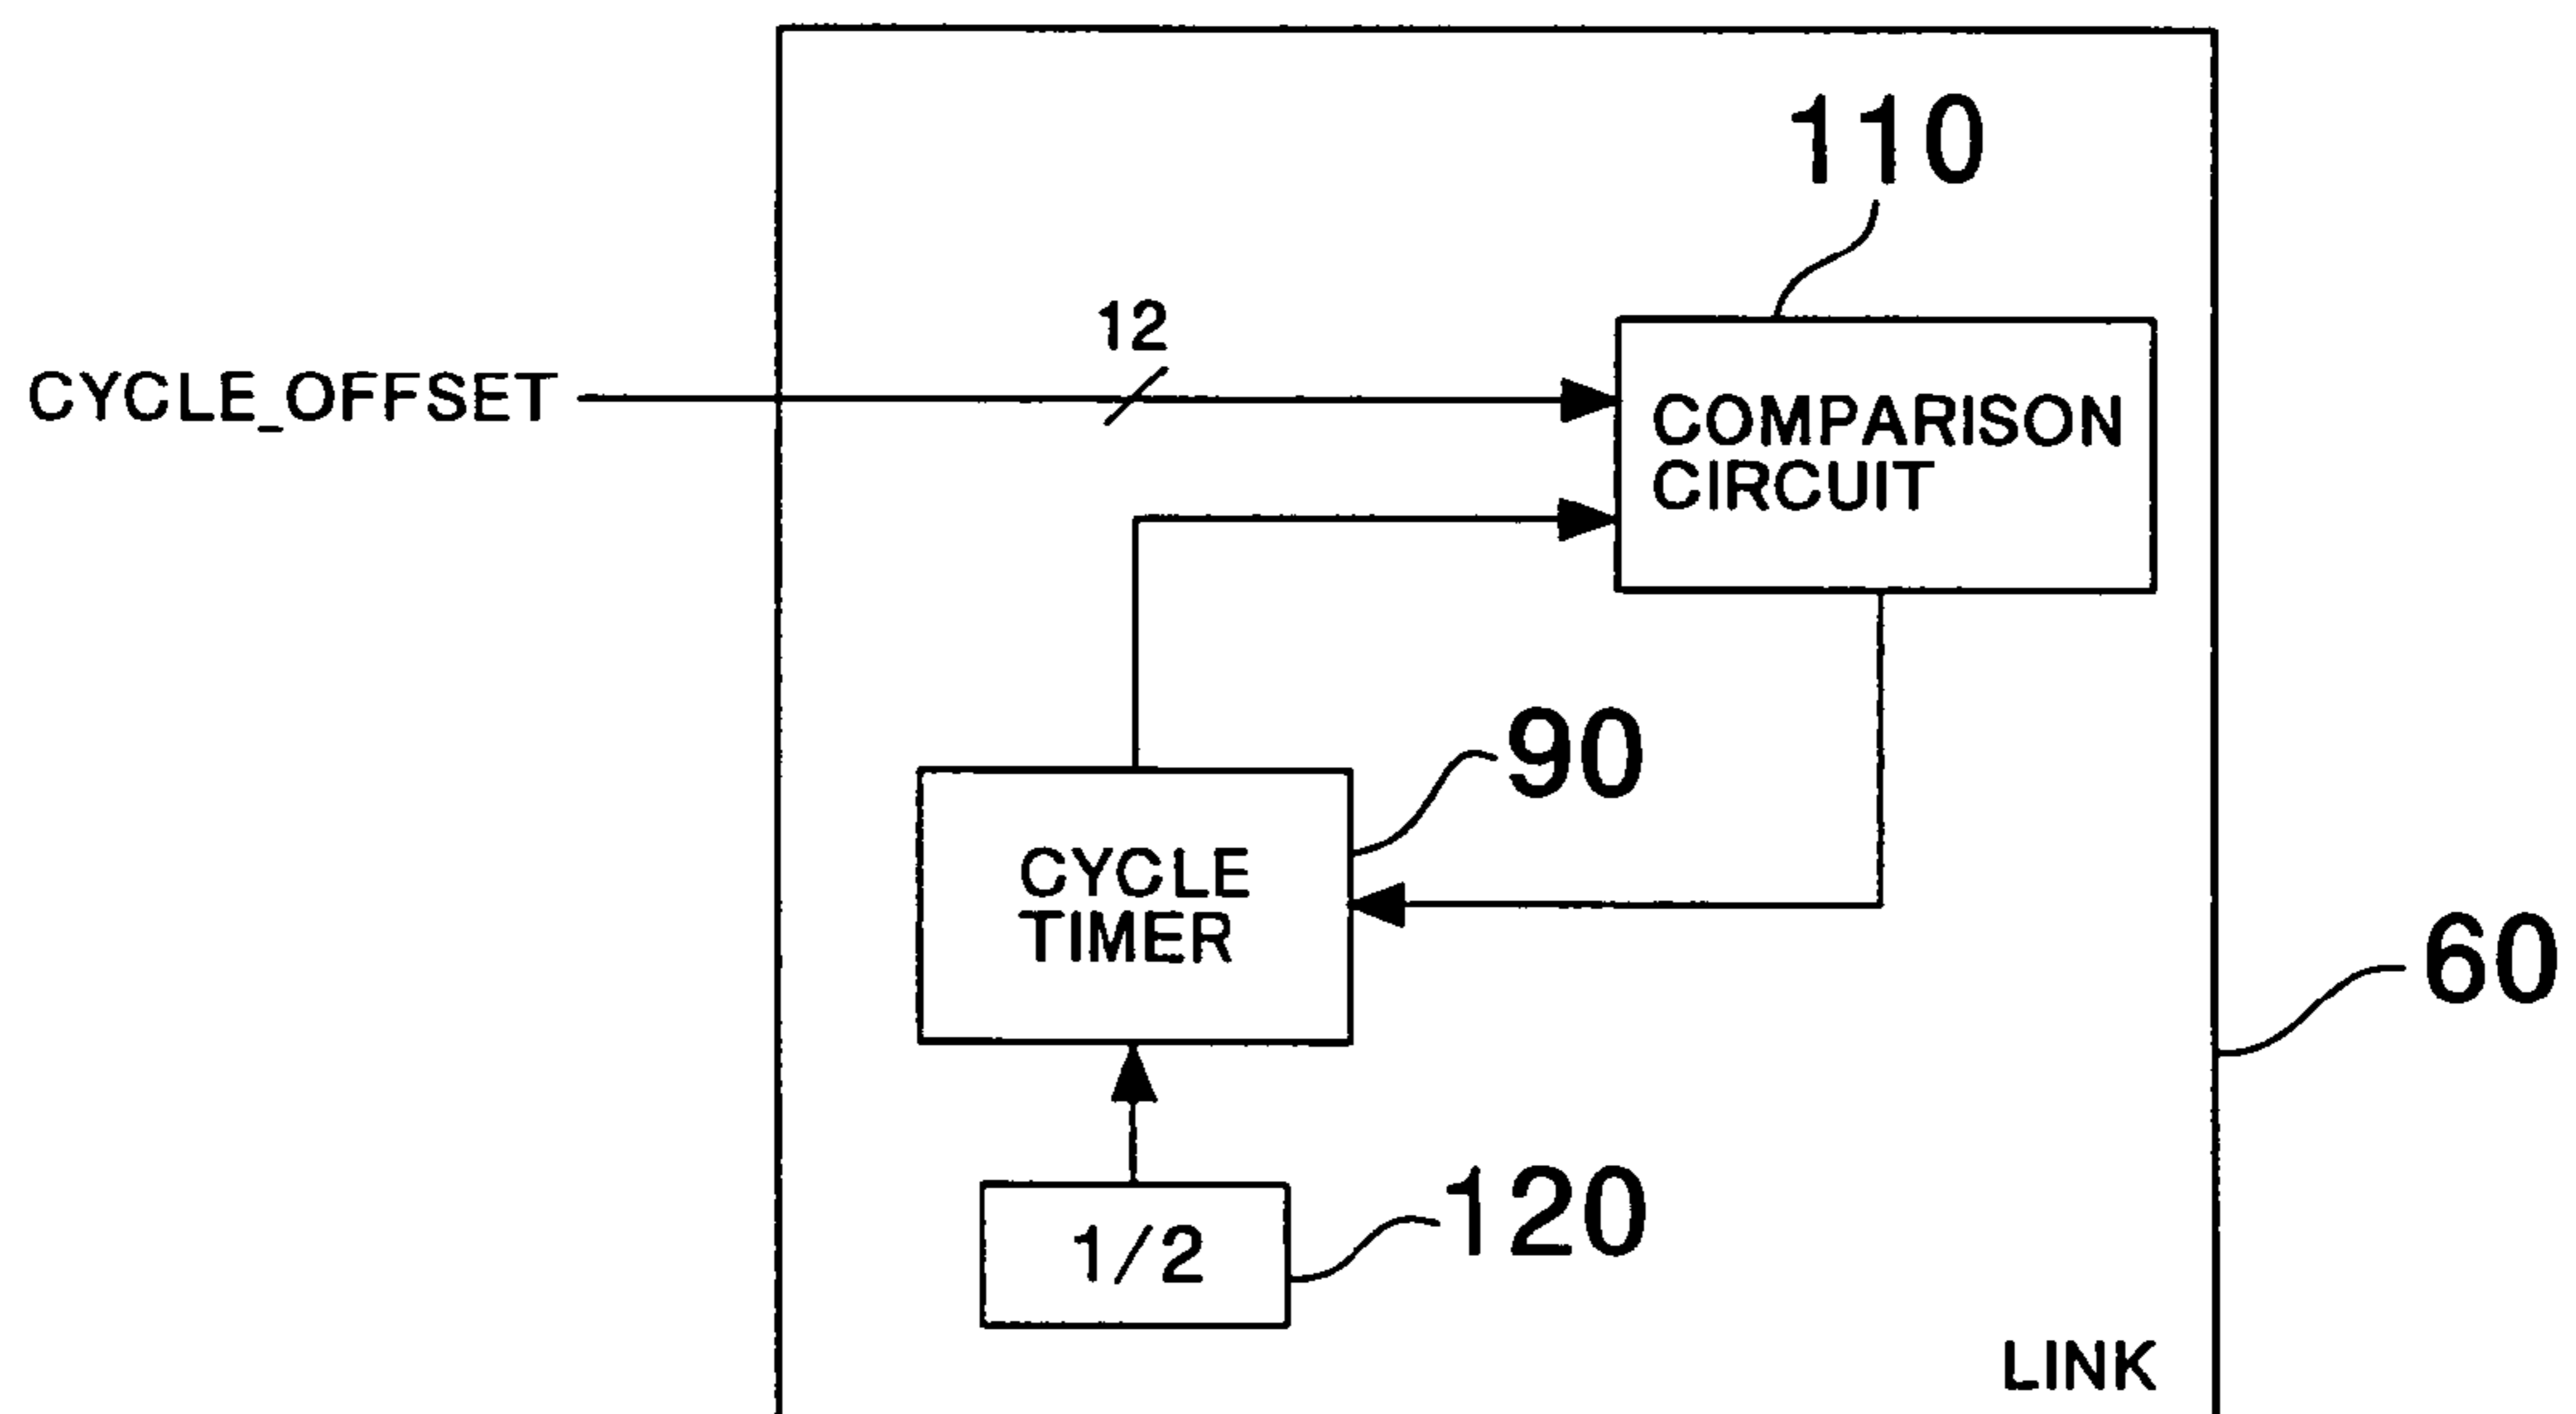 110
12
CYCLE_OFFSET
COMPARISON
CIRCUIT
90
CYCLE
TIMER
60
120
1/2
LINK